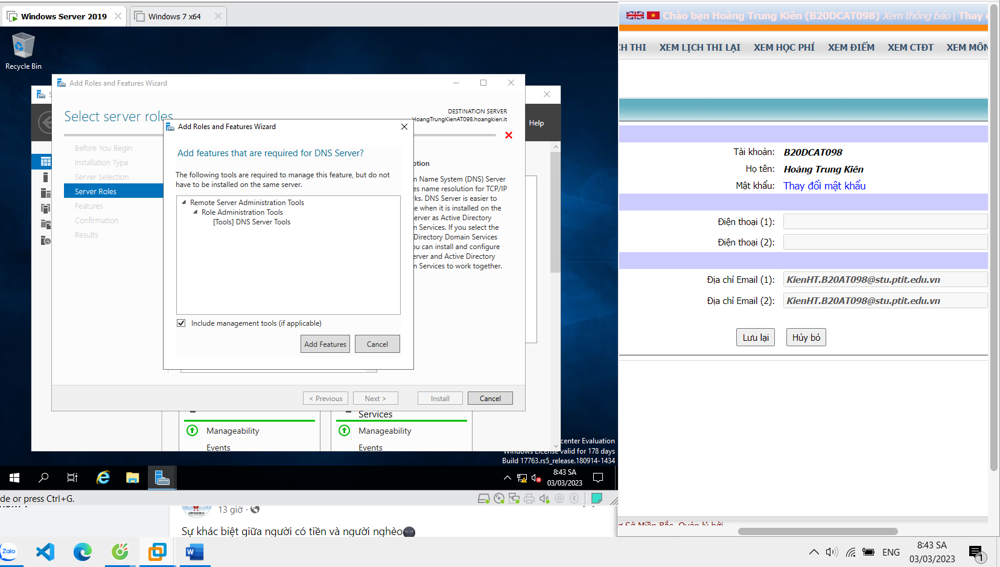 Windows Server 2019
Windows 7 x64
Recycle Bin
Add Roles and Features Wizard
Select server roles
DESTINATION SERVER
HoangTrungKienAT098.hoangkien.it
Help
Before You Begin
Installation Type
Server Selection
Server Roles
Features
Confirmation
Results
Add Roles and Features Wizard
Add features that are required for DNS Server?
The following tools are required to manage this feature, but do not
have to be installed on the same server.
Remote Server Administration Tools
Role Administration Tools
[Tools] DNS Server Tools
Include management tools (if applicable)
Add Features
Cancel
ption
n Name System (DNS) Server
es name resolution for TCP/IP
ks. DNS Server is easier to
e when it is installed on the
erver as Active Directory
n Services. If you select the
Directory Domain Services
ou can install and configure
erver and Active Directory
n Services to work together.
< Previous
Next >
Install
Cancel
Manageability
Events
Services
Manageability
Events
center Evaluation
Windows License valid for 178 days
Build 17763.rs5_release.180914-1434
8:43 SA
03/03/2023
de or press Ctrl+G.
13 giờ ·
Sự khác biệt giữa người có tiền và người nghèo
Chào bạn Hoàng Trung Kiên (B20DCAT098) Xem thông báo | Thay
CH THI
XEM LỊCH THI LẠI
XEM HỌC PHÍ
XEM ĐIỂM
XEM CTĐT
XEM MÔN
Tài khoản: B20DCAT098
Họ tên: Hoàng Trung Kiên
Mật khẩu: Thay đổi mật khẩu
Điện thoại (1):
Điện thoại (2):
Địa chỉ Email (1): KienHT.B20AT098@stu.ptit.edu.vn
Địa chỉ Email (2): KienHT.B20AT098@stu.ptit.edu.vn
Lưu lại
Hủy bỏ
Sở Miền Bắc. Quản lý bởi
Zalo
ENG
8:43 SA
03/03/2023
1